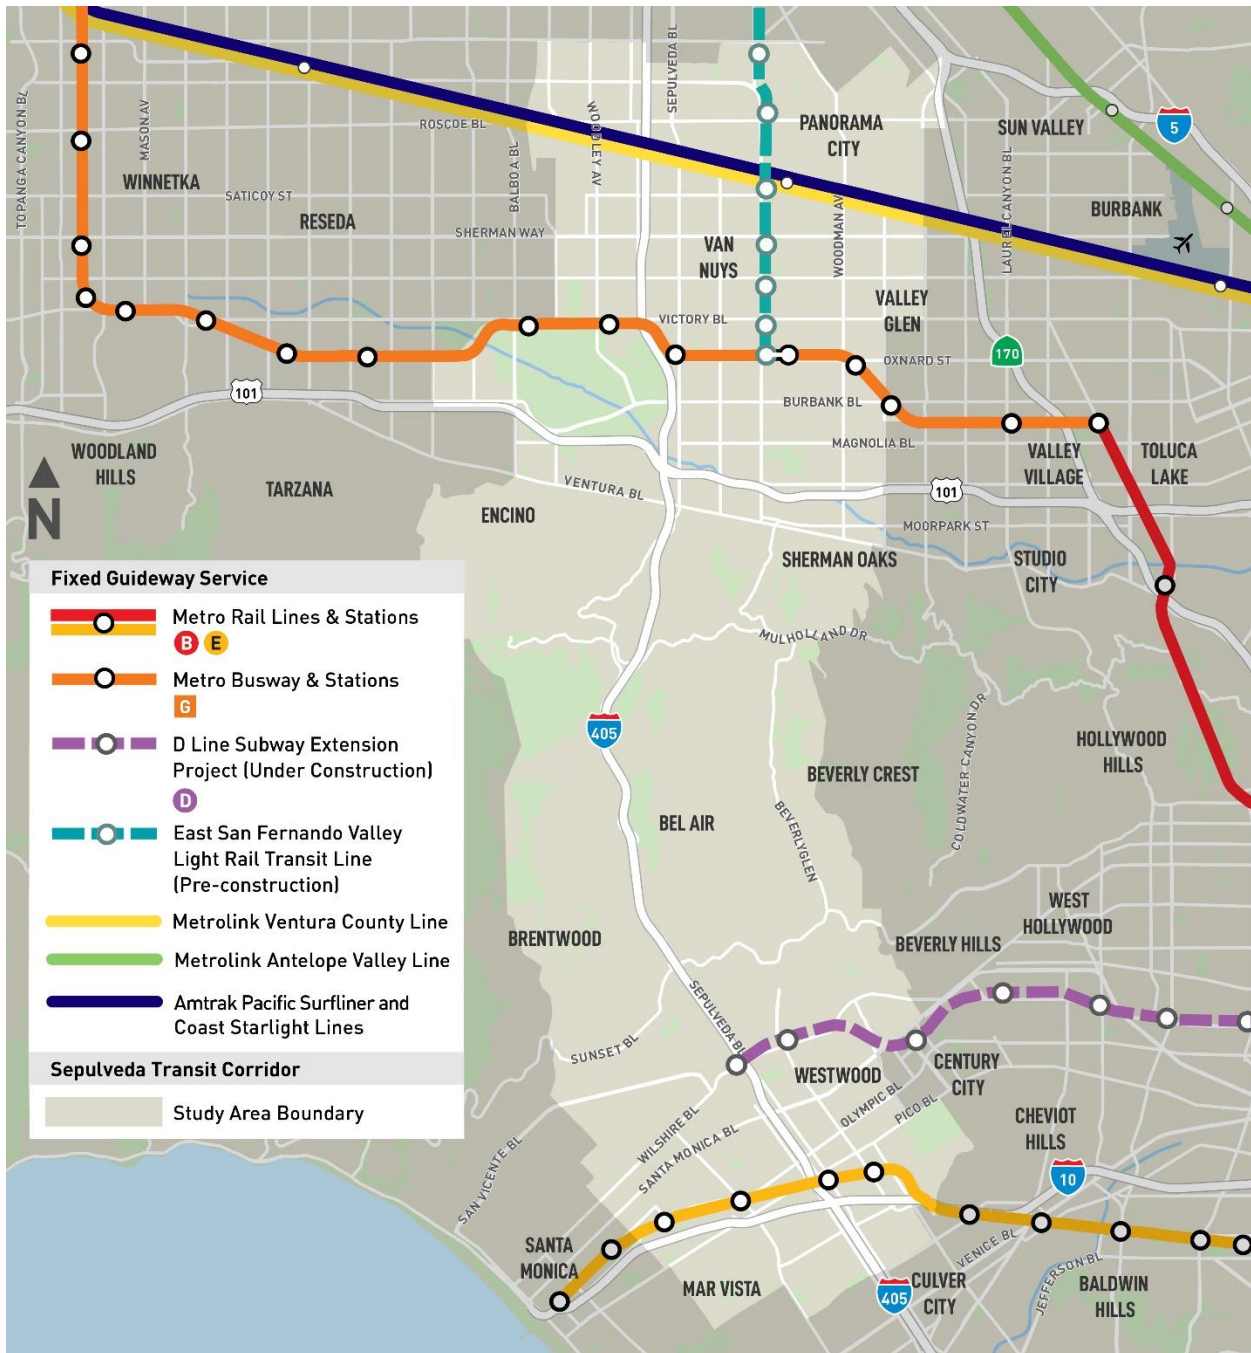 SEPULVEDA BL
TOPANGA CANYON BL
MASON AV
WOODLEY AV
ROSCOE BL
BALBOA BL
PANORAMA
CITY
SUN VALLEY
5
LAUREL CANYON BL
WINNETKA
SATICOY ST
RESEDA
SHERMAN WAY
VAN
NUYS
WOODMAN AV
BURBANK
VALLEY
GLEN
VICTORY BL
OXNARD ST
170
101
BURBANK BL
MAGNOLIA BL
WOODLAND
HILLS
TARZANA
VENTURA BL
ENCINO
VALLEY
VILLAGE
TOLUCA
LAKE
101
MOORPARK ST
N
SHERMAN OAKS
STUDIO
CITY
MULHOLLAND DR
405
COLDWATER CANYON DR
HOLLYWOOD
HILLS
BEVERLY CREST
BEL AIR
BEVERLYGLEN
WEST
HOLLYWOOD
BRENTWOOD
BEVERLY HILLS
SEPULVEDA BL
SUNSET BL
WESTWOOD
CENTURY
CITY
OLYMPIC BL
PICO BL
CHEVIOT
HILLS
WILSHIRE BL
SANTA MONICA BL
SAN VICENTE BL
10
SANTA
MONICA
MAR VISTA
VENICE BL
JEFFERSON BL
405
CULVER
CITY
BALDWIN
HILLS
Fixed Guideway Service
Metro Rail Lines & Stations
B E
Metro Busway & Stations
G
D Line Subway Extension
Project (Under Construction)
D
East San Fernando Valley
Light Rail Transit Line
(Pre-construction)
Metrolink Ventura County Line
Metrolink Antelope Valley Line
Amtrak Pacific Surfliner and
Coast Starlight Lines
Sepulveda Transit Corridor
Study Area Boundary